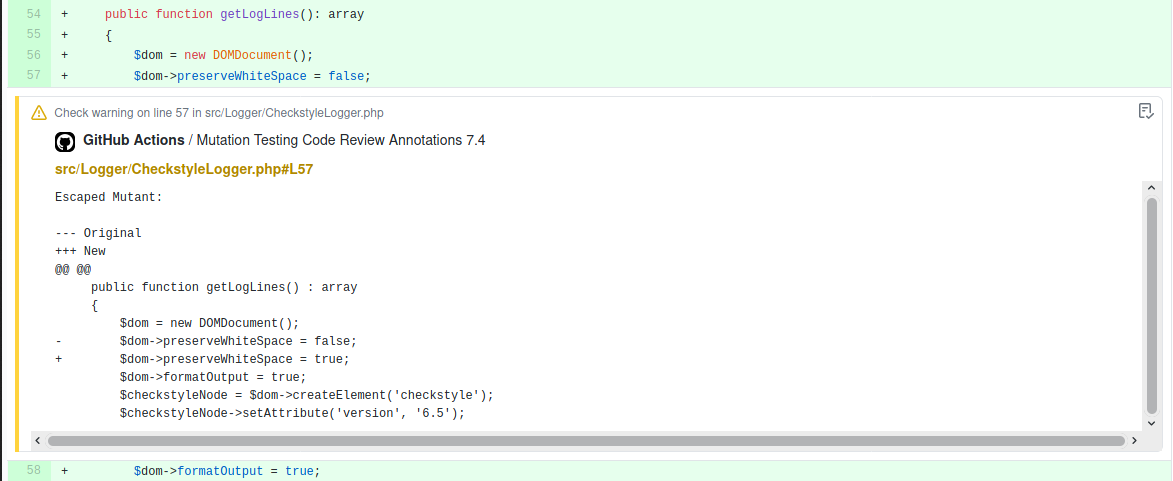 54 +     public function getLogLines(): array
55 +     {
56 +         $dom = new DOMDocument();
57 +         $dom->preserveWhiteSpace = false;
Check warning on line 57 in src/Logger/CheckstyleLogger.php
GitHub Actions / Mutation Testing Code Review Annotations 7.4
src/Logger/CheckstyleLogger.php#L57
Escaped Mutant:
--- Original
+++ New
@@ @@
     public function getLogLines() : array
     {
         $dom = new DOMDocument();
-        $dom->preserveWhiteSpace = false;
+        $dom->preserveWhiteSpace = true;
         $dom->formatOutput = true;
         $checkstyleNode = $dom->createElement('checkstyle');
         $checkstyleNode->setAttribute('version', '6.5');
58 +         $dom->formatOutput = true;